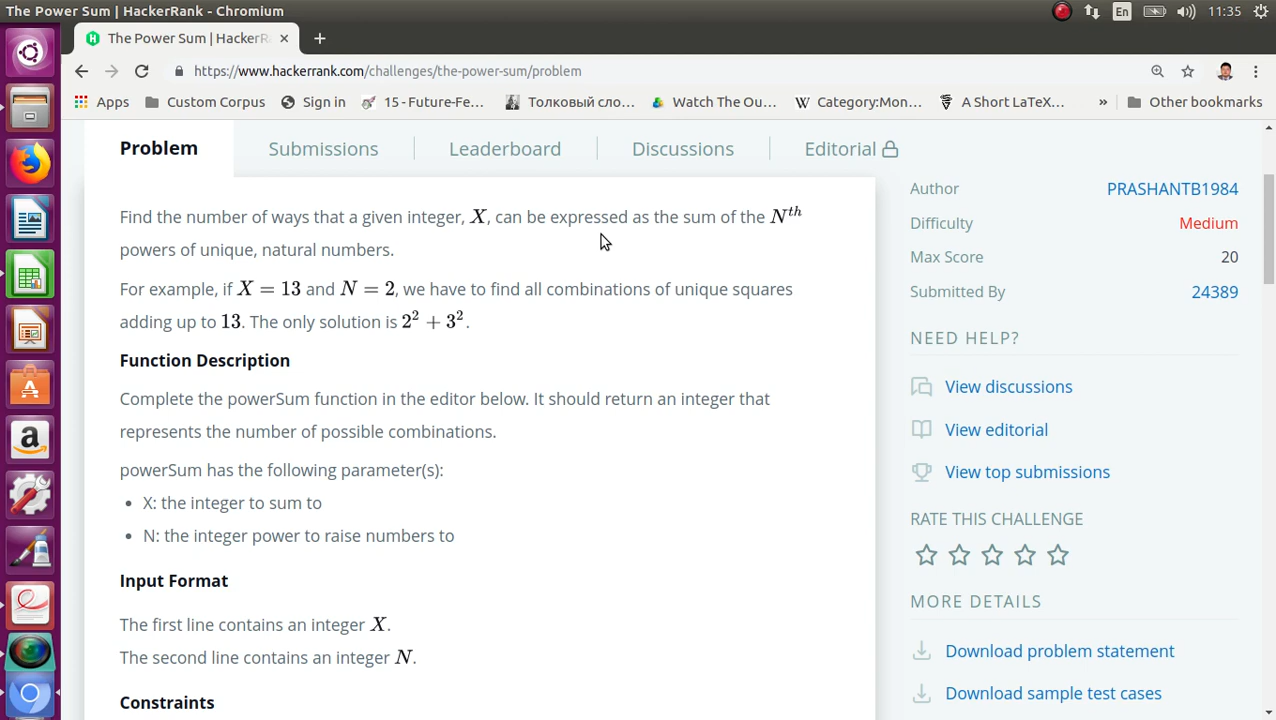 The Power Sum | HackerRank - Chromium
En
11:35
The Power Sum | HackerR
https://www.hackerrank.com/challenges/the-power-sum/problem
Apps Custom Corpus Sign in 15 - Future-Fe... Толковый сло... Watch The Ou... Category:Mon... A Short LaTeX... » Other bookmarks
Problem Submissions Leaderboard Discussions Editorial
Find the number of ways that a given integer, X, can be expressed as the sum of the Nᵗʰ
powers of unique, natural numbers.
For example, if X = 13 and N = 2, we have to find all combinations of unique squares
adding up to 13. The only solution is 2² + 3².
Function Description
Complete the powerSum function in the editor below. It should return an integer that
represents the number of possible combinations.
powerSum has the following parameter(s):
• X: the integer to sum to
• N: the integer power to raise numbers to
Input Format
The first line contains an integer X.
The second line contains an integer N.
Constraints
Author PRASHANTB1984
Difficulty Medium
Max Score 20
Submitted By 24389
NEED HELP?
View discussions
View editorial
View top submissions
RATE THIS CHALLENGE
MORE DETAILS
Download problem statement
Download sample test cases